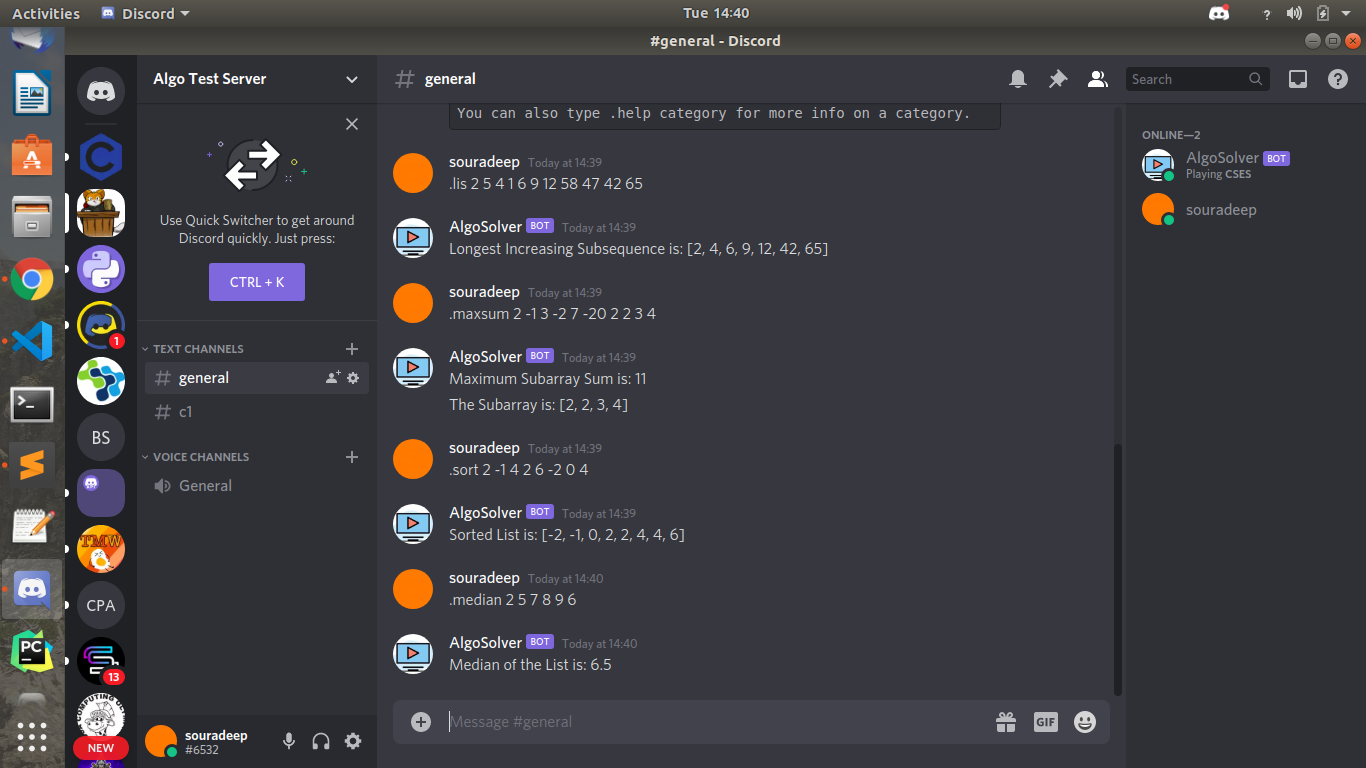 Activities
Discord
Tue 14:40
?
#general - Discord
Algo Test Server
Use Quick Switcher to get around
Discord quickly. Just press:
CTRL + K
TEXT CHANNELS
general
c1
VOICE CHANNELS
General
souradeep
#6532
1
BS
TMW
CPA
13
NEW
PC
# general
Search
You can also type .help category for more info on a category.
souradeep Today at 14:39
.lis 2 5 4 1 6 9 12 58 47 42 65
AlgoSolver BOT Today at 14:39
Longest Increasing Subsequence is: [2, 4, 6, 9, 12, 42, 65]
souradeep Today at 14:39
.maxsum 2 -1 3 -2 7 -20 2 2 3 4
AlgoSolver BOT Today at 14:39
Maximum Subarray Sum is: 11
The Subarray is: [2, 2, 3, 4]
souradeep Today at 14:39
.sort 2 -1 4 2 6 -2 0 4
AlgoSolver BOT Today at 14:39
Sorted List is: [-2, -1, 0, 2, 2, 4, 4, 6]
souradeep Today at 14:40
.median 2 5 7 8 9 6
AlgoSolver BOT Today at 14:40
Median of the List is: 6.5
Message #general
GIF
ONLINE—2
AlgoSolver BOT
Playing CSES
souradeep